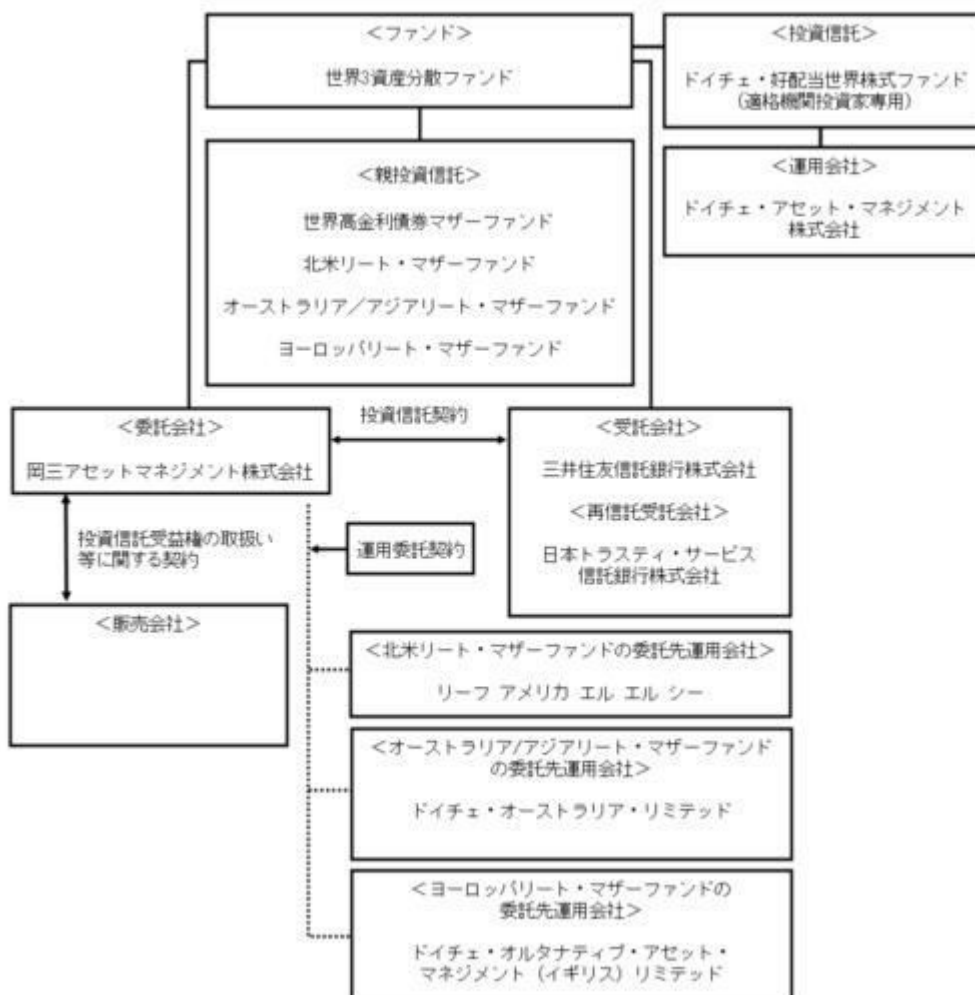 ＜ファンド＞
世界3資産分散ファンド
＜投資信託＞
ドイチェ・好配当世界株式ファンド
(適格機関投資家専用)
＜運用会社＞
ドイチェ・アセット・マネジメント
株式会社
＜親投資信託＞
世界高金利債券マザーファンド
北米リート・マザーファンド
オーストラリア／アジアリート・マザーファンド
ヨーロッパリート・マザーファンド
＜委託会社＞
岡三アセットマネジメント株式会社
投資信託契約
＜受託会社＞
三井住友信託銀行株式会社
＜再信託受託会社＞
日本トラスティ・サービス
信託銀行株式会社
投資信託受益権の取扱い
等に関する契約
運用委託契約
＜販売会社＞
＜北米リート・マザーファンドの委託先運用会社＞
リーフ アメリカ エル エル シー
＜オーストラリア/アジアリート・マザーファンド
の委託先運用会社＞
ドイチェ・オーストラリア・リミテッド
＜ヨーロッパリート・マザーファンドの
委託先運用会社＞
ドイチェ・オルタナティブ・アセット・
マネジメント（イギリス）リミテッド